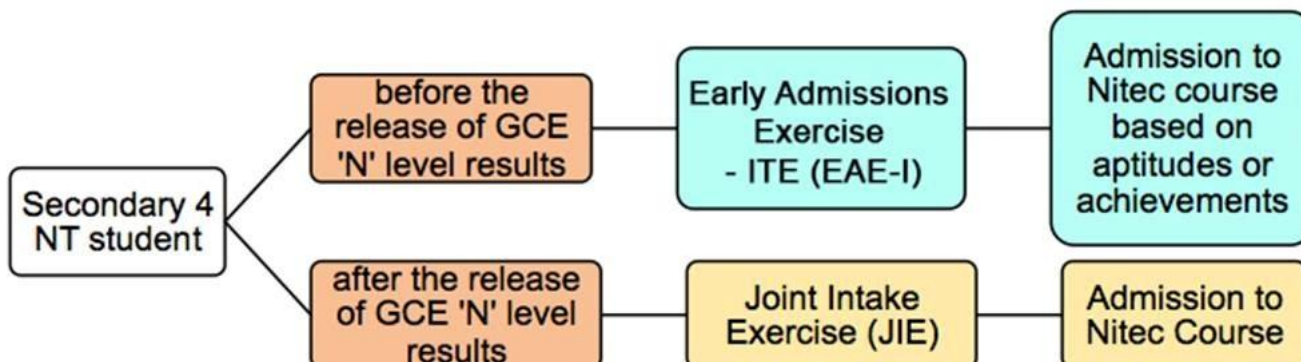 Secondary 4
NT student
before the
release of GCE
'N' level results
Early Admissions
Exercise
- ITE (EAE-I)
Admission to
Nitec course
based on
aptitudes or
achievements
after the release
of GCE 'N' level
results
Joint Intake
Exercise (JIE)
Admission to
Nitec Course